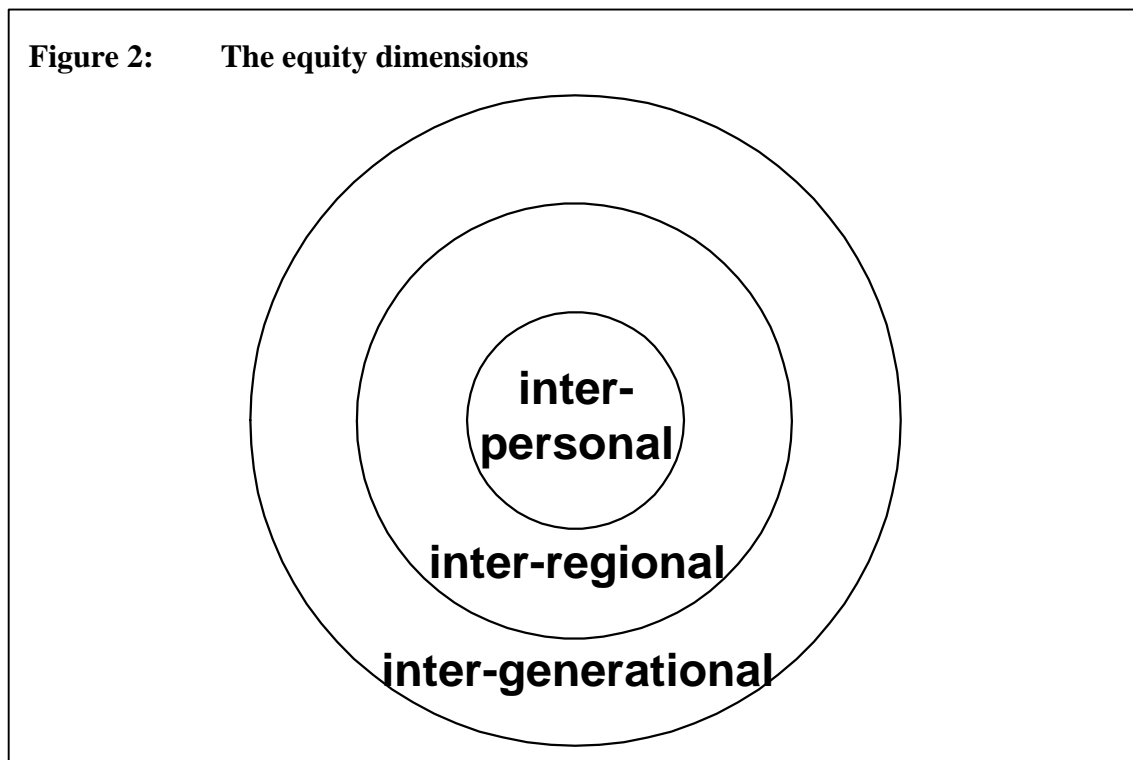 Figure 2: The equity dimensions
inter-
personal
inter-regional
inter-generational